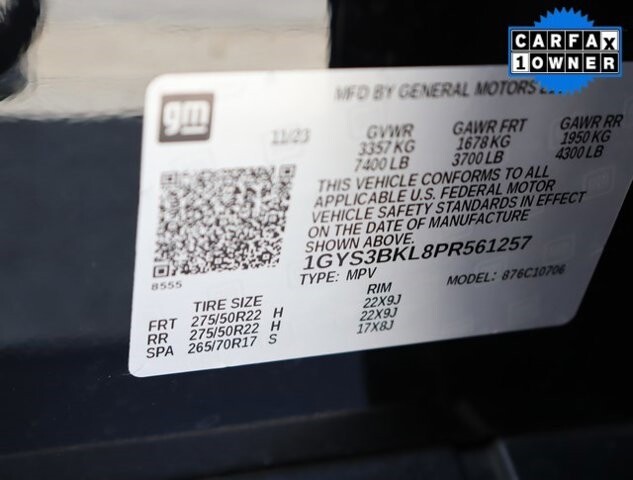 CARFAX
1 OWNER
gm
MFD BY GENERAL MOTORS
11/23 GVWR GAWR FRT GAWR RR
3357 KG 1678 KG 1950 KG
7400 LB 3700 LB 4300 LB
THIS VEHICLE CONFORMS TO ALL
APPLICABLE U.S. FEDERAL MOTOR
VEHICLE SAFETY STANDARDS IN EFFECT
ON THE DATE OF MANUFACTURE
SHOWN ABOVE.
1GYS3BKL8PR561257
TYPE: MPV MODEL: 876C10706
8555
TIRE SIZE RIM
FRT 275/50R22 H 22X9J
RR 275/50R22 H 22X9J
SPA 265/70R17 S 17X8J